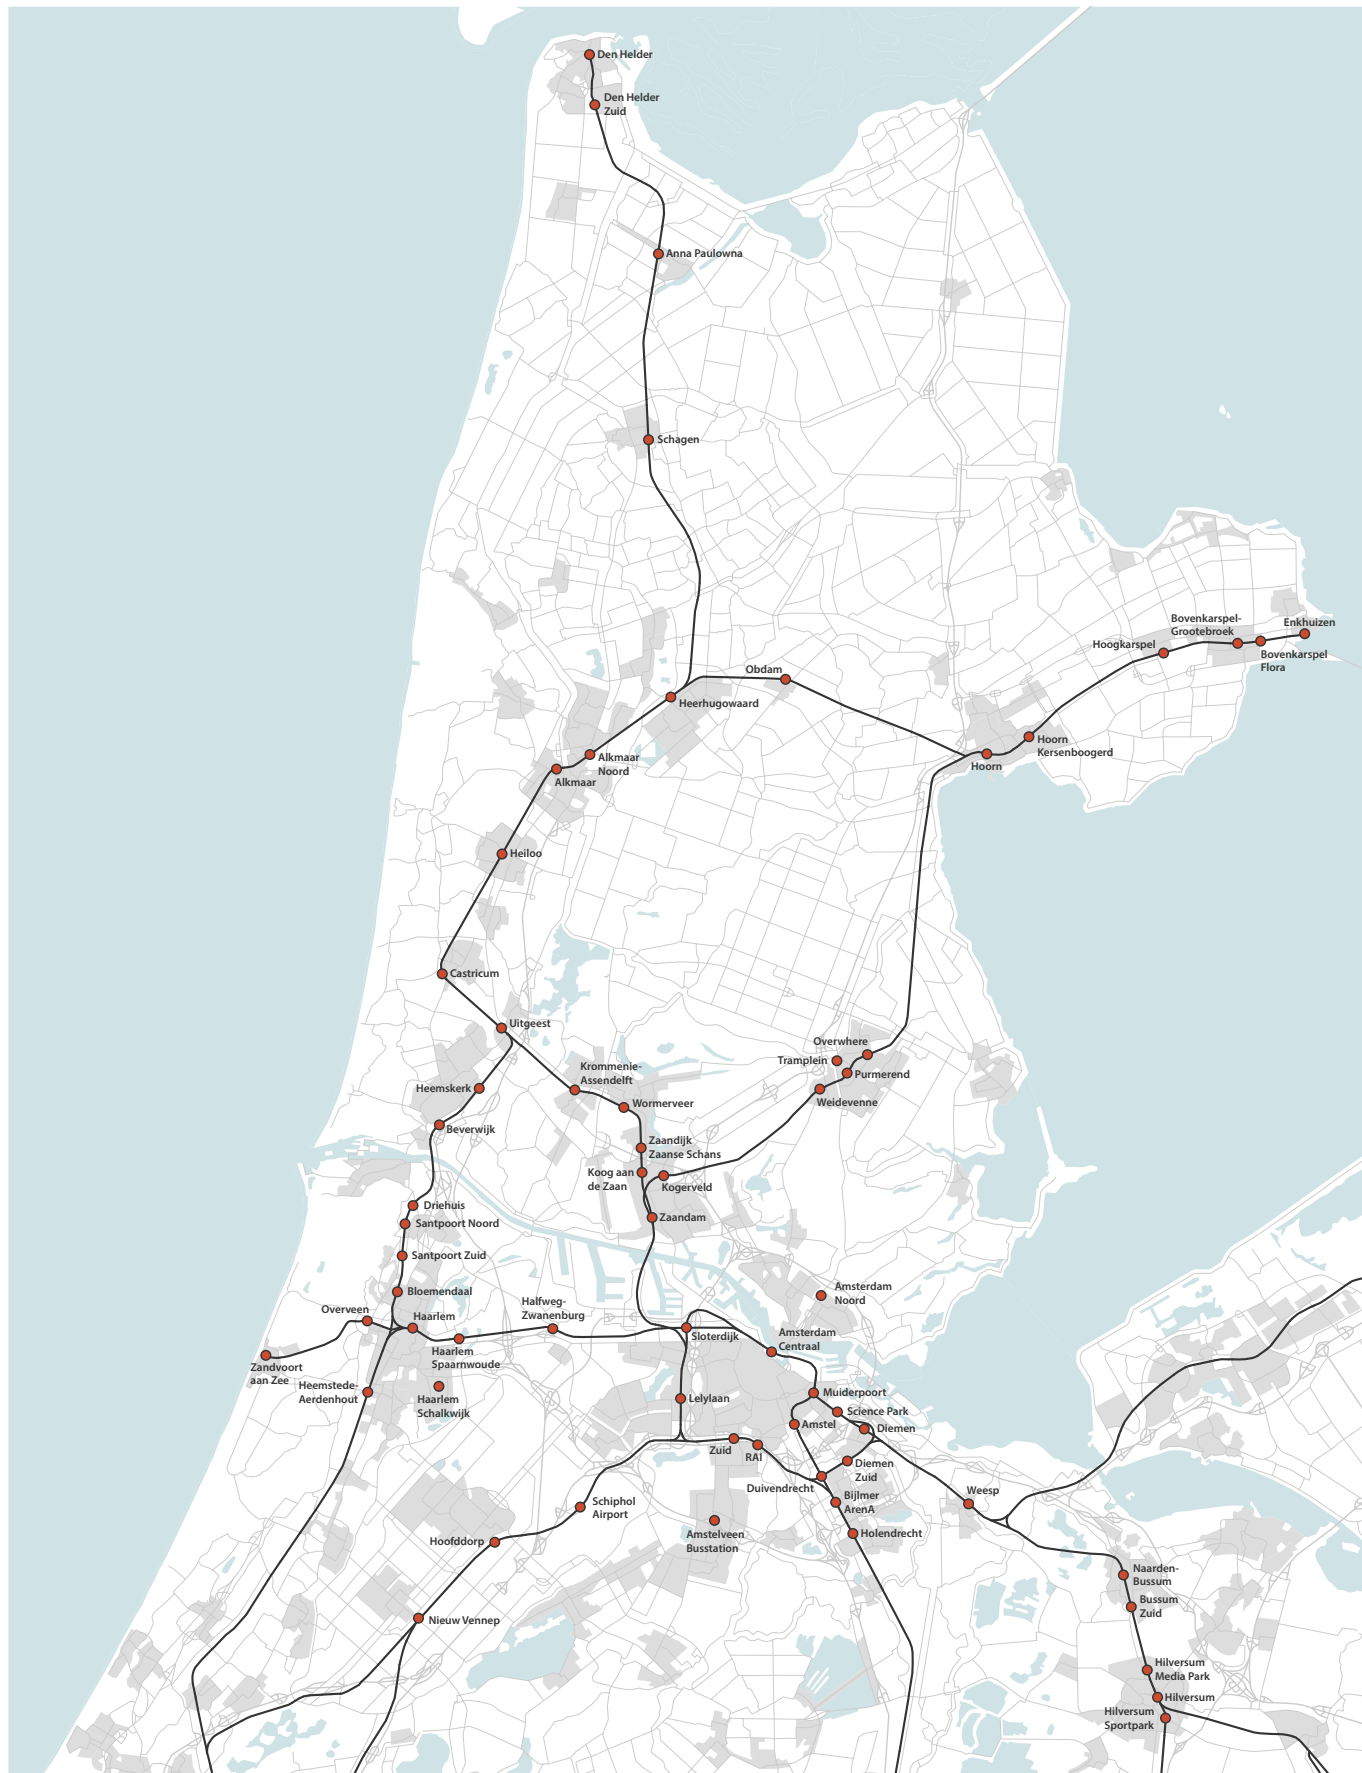 Den Helder
Den Helder
Zuid
Anna Paulowna
Schagen
Bovenkarspel-
Grootebroek
Enkhuizen
Hoogkarspel
Bovenkarspel
Flora
Obdam
Heerhugowaard
Hoorn
Kersenboogerd
Hoorn
Alkmaar
Noord
Alkmaar
Heiloo
Castricum
Uitgeest
Overwhere
Tramplein
Purmerend
Weidevenne
Krommenie-
Assendelft
Heemskerk
Wormerveer
Beverwijk
Zaandijk
Zaanse Schans
Koog aan
de Zaan
Kogerveld
Driehuis
Zaandam
Santpoort Noord
Santpoort Zuid
Bloemendaal
Amsterdam
Noord
Halfweg-
Zwanenburg
Overveen
Haarlem
Sloterdijk
Amsterdam
Centraal
Haarlem
Spaarnwoude
Zandvoort
aan Zee
Heemstede-
Aerdenhout
Haarlem
Schalkwijk
Lelylaan
Muiderpoort
Science Park
Amstel
Diemen
Zuid
RAI
Diemen
Zuid
Duivendrecht
Weesp
Bijlmer
ArenA
Schiphol
Airport
Amstelveen
Busstation
Holendrecht
Hoofddorp
Naarden-
Bussum
Bussum
Zuid
Nieuw Vennep
Hilversum
Media Park
Hilversum
Hilversum
Sportpark